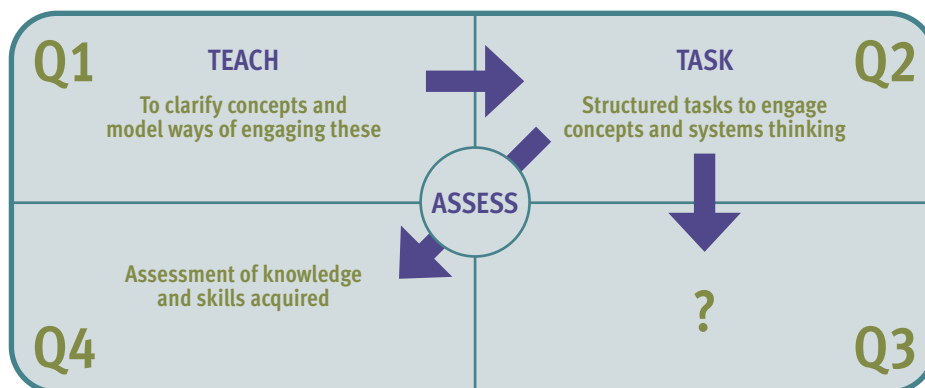 Q1
TEACH
To clarify concepts and
model ways of engaging these
TASK
Q2
Structured tasks to engage
concepts and systems thinking
ASSESS
Assessment of knowledge
and skills acquired
Q4
?
Q3